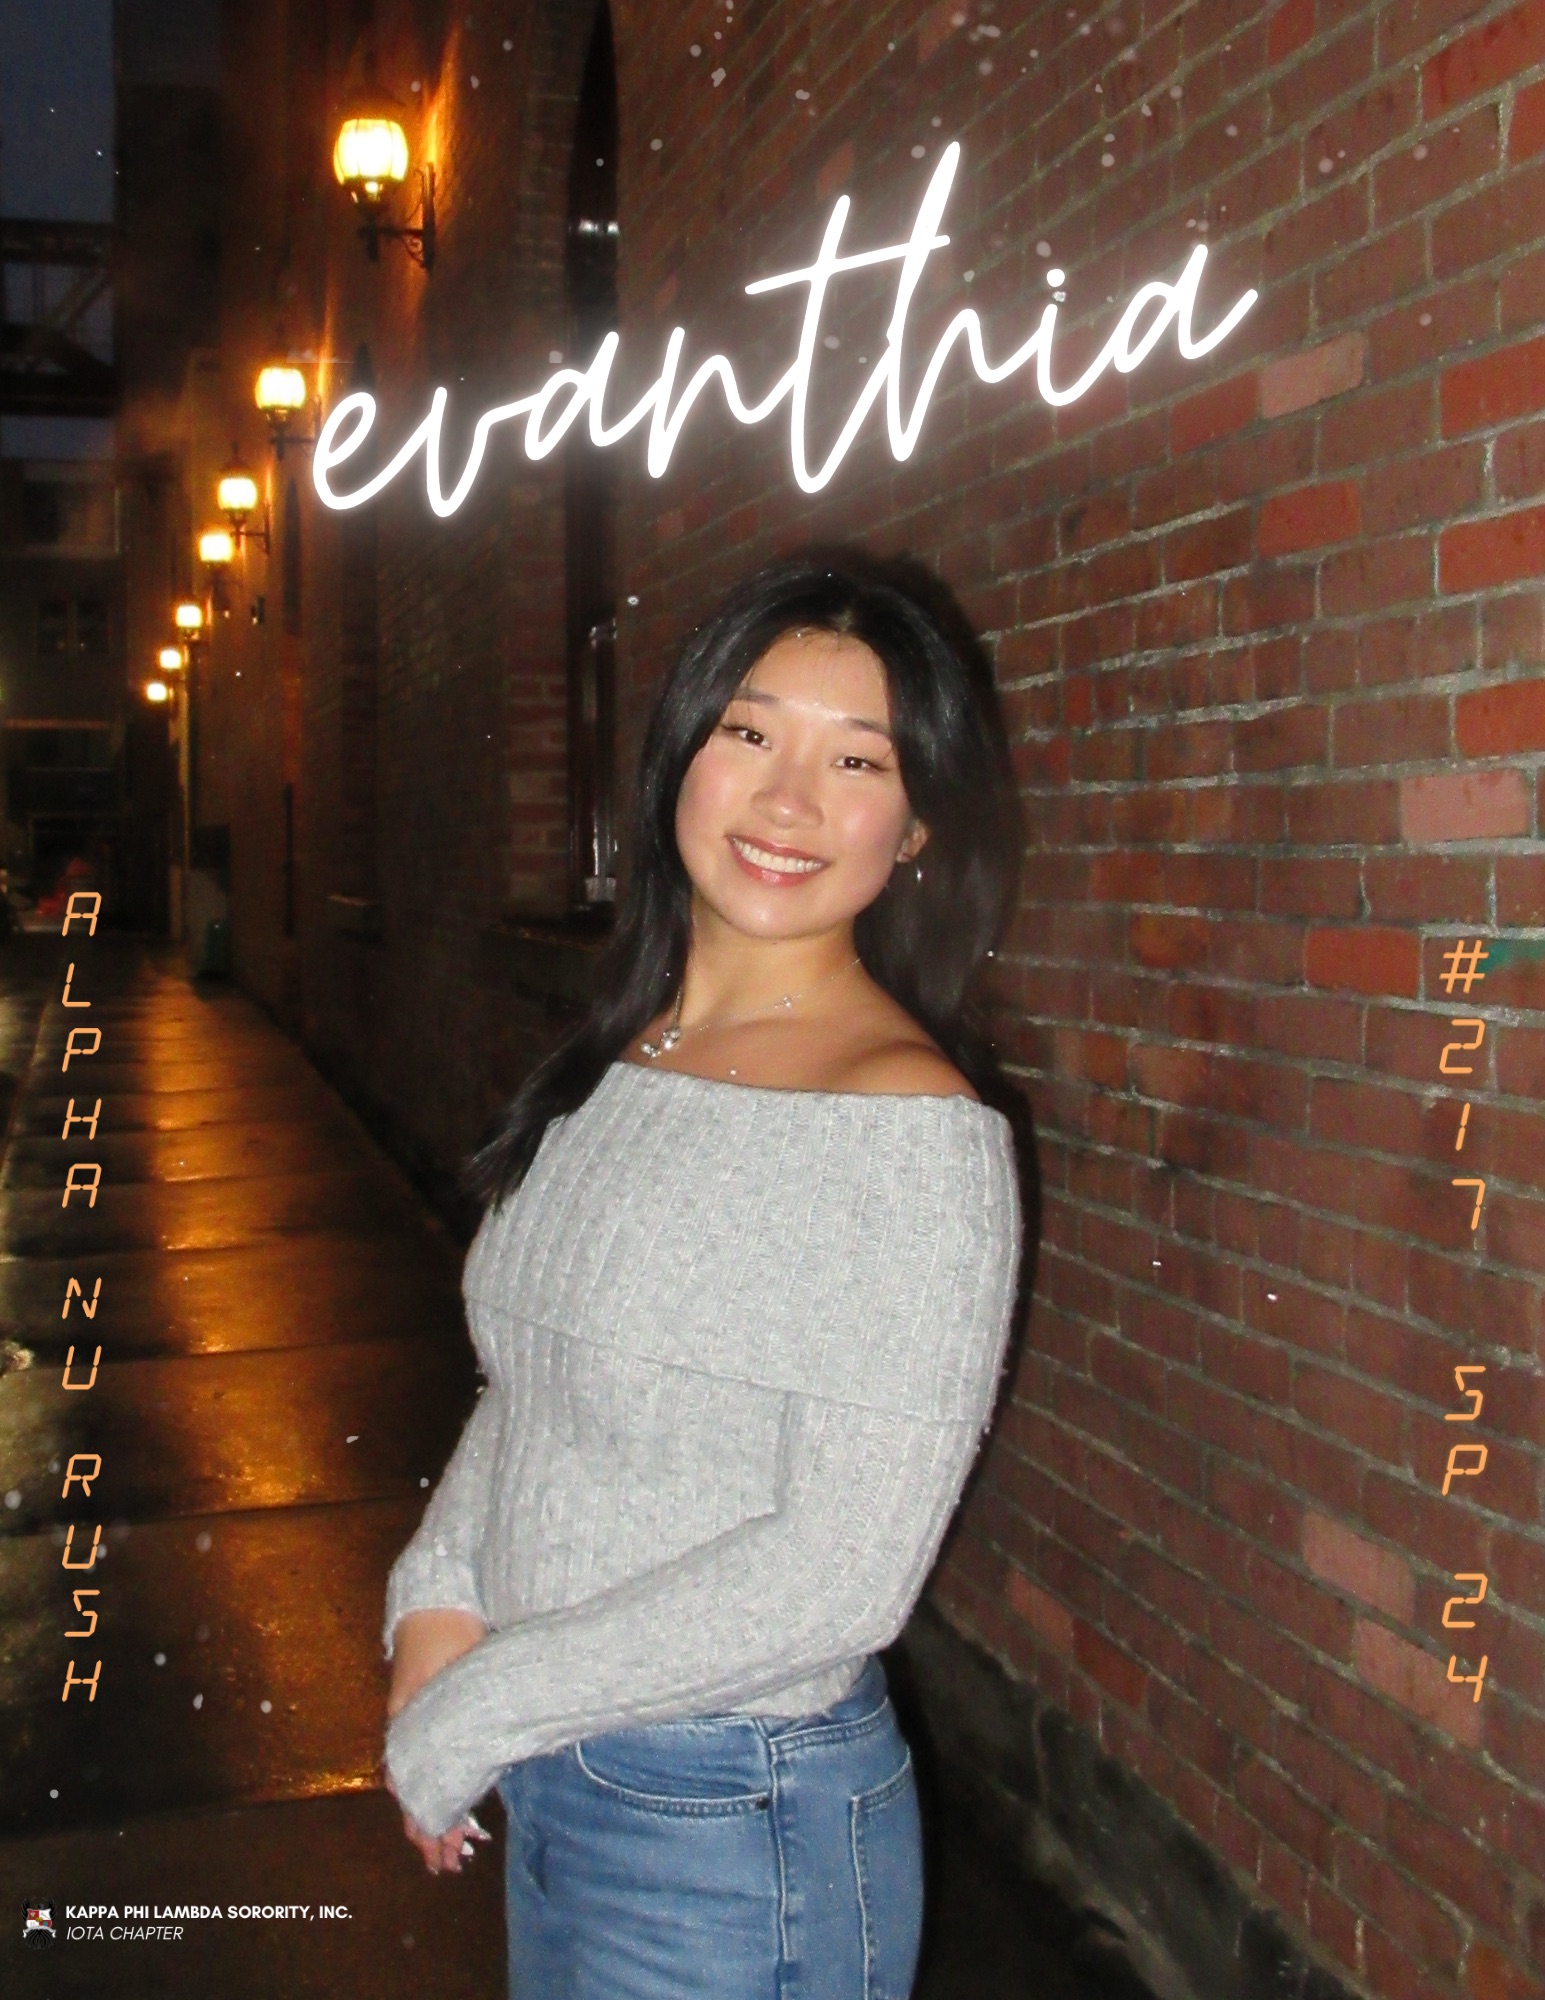 evanthia
ALPHA NU RUSH
#217 SP 24
KAPPA PHI LAMBDA SORORITY, INC.
IOTA CHAPTER